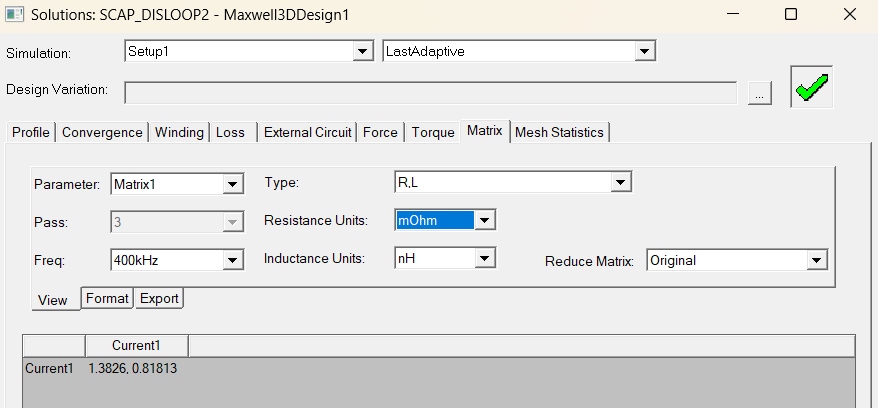 Solutions: SCAP_DISLOOP2 - Maxwell3DDesign1
Simulation: Setup1 LastAdaptive
Design Variation: ...
Profile Convergence Winding Loss External Circuit Force Torque Matrix Mesh Statistics
Parameter: Matrix1 Type: R,L
Pass: 3 Resistance Units: mOhm
Freq: 400kHz Inductance Units: nH Reduce Matrix: Original
View Format Export
Current1
Current1 1.3826, 0.81813